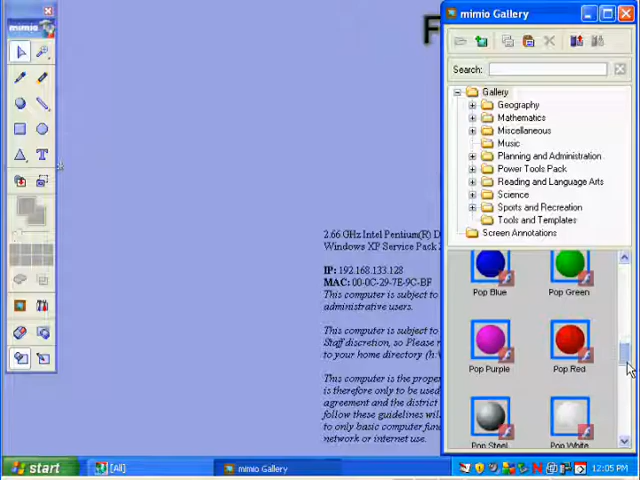 mimio
F
2.66 GHz Intel Pentium(R) D
Windows XP Service Pack 2
IP: 192.168.133.128
MAC: 00-0C-29-7E-9C-BF
This computer is subject to
administrative users.
This computer is subject to
Staff discretion, so Please r
to your home directory (h:\
This computer is the proper
is therefore only to be used
agreement and the district
follow these guidelines will
to only basic computer func
network or internet use.
mimio Gallery
Search:
Gallery
Geography
Mathematics
Miscellaneous
Music
Planning and Administration
Power Tools Pack
Reading and Language Arts
Science
Sports and Recreation
Tools and Templates
Screen Annotations
Pop Blue
Pop Green
Pop Purple
Pop Red
Pop Steel
Pop White
start
[All]
mimio Gallery
12:05 PM